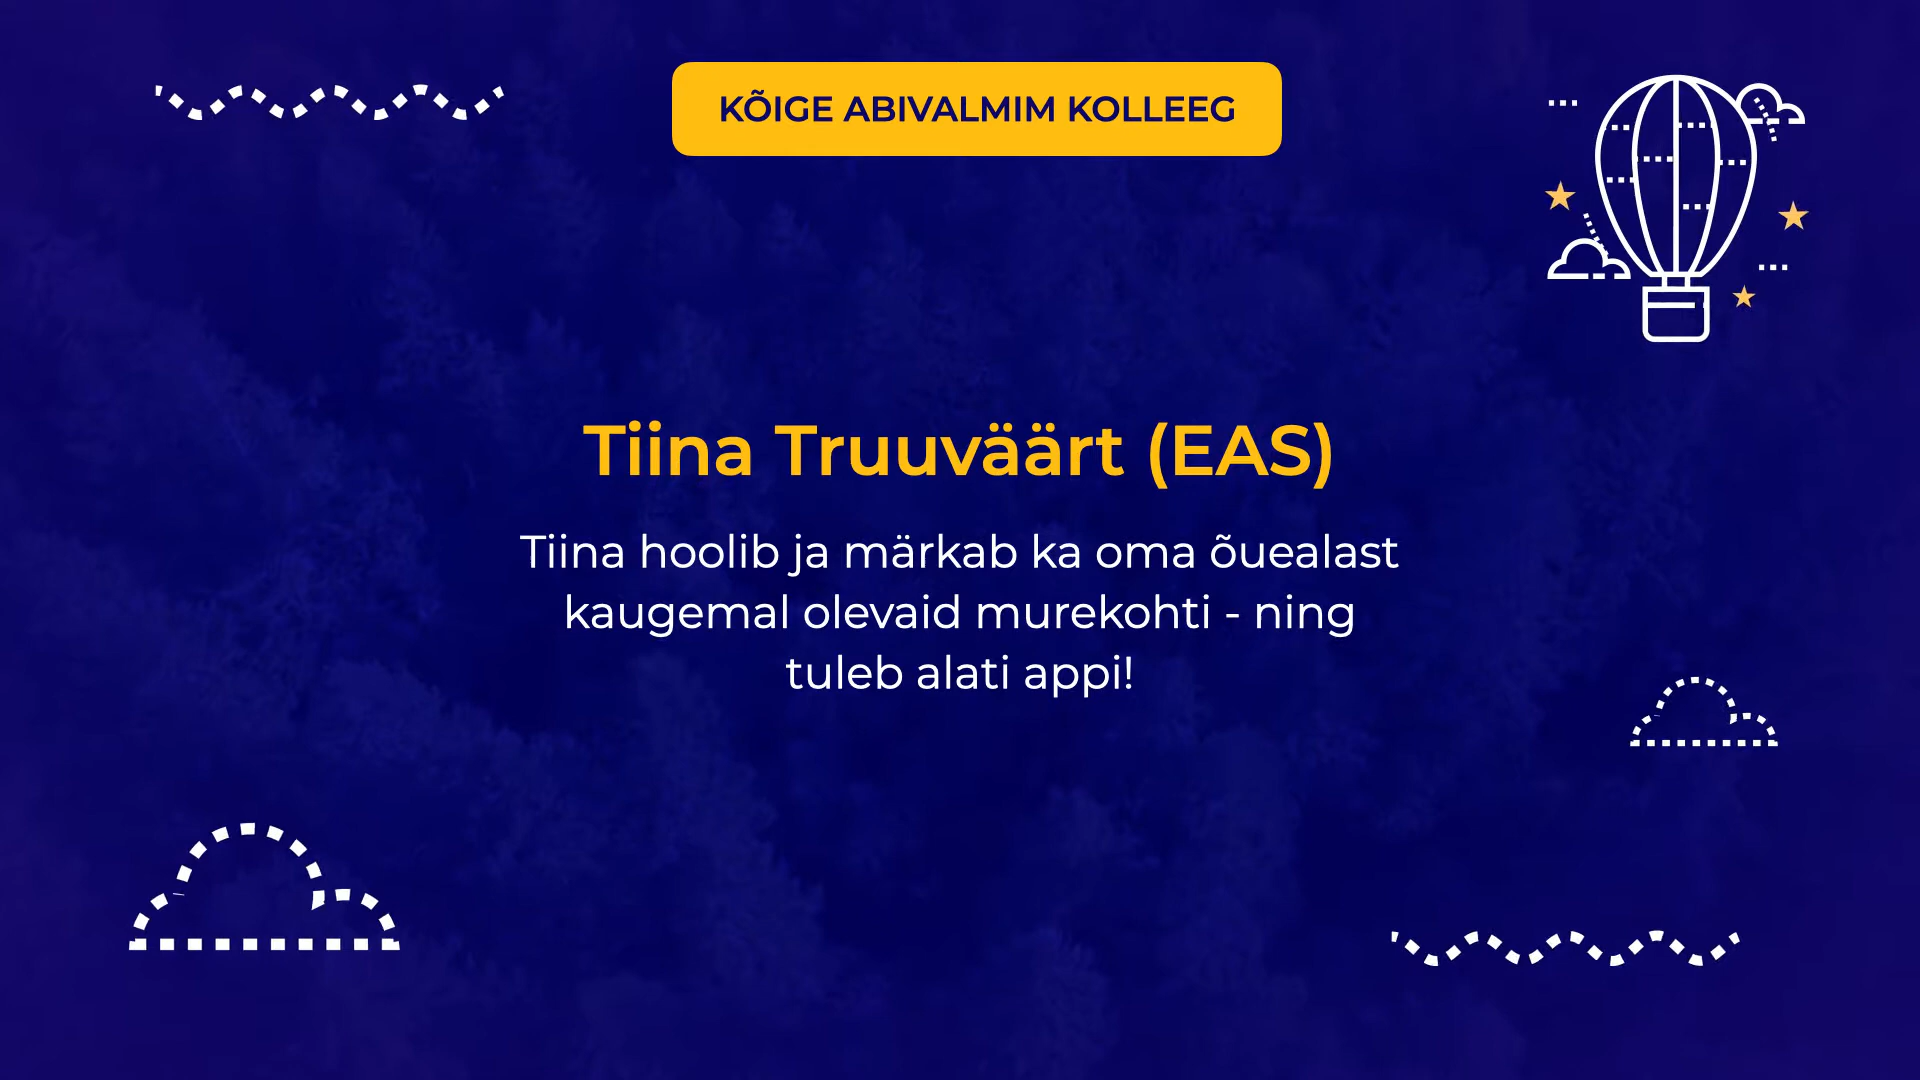 KÕIGE ABIVALMIM KOLLEEG
Tiina Truuväärt (EAS)
Tiina hoolib ja märkab ka oma õuealast
kaugemal olevaid murekohti - ning
tuleb alati appi!